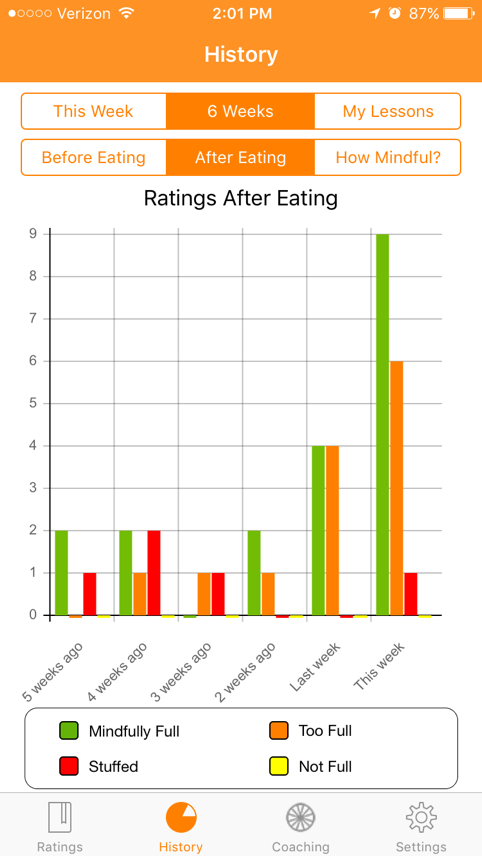 Verizon 2:01 PM 87%
History
This Week 6 Weeks My Lessons
Before Eating After Eating How Mindful?
Ratings After Eating
9
8
7
6
5
4
3
2
1
0
5 weeks ago 4 weeks ago 3 weeks ago 2 weeks ago Last week This week
Mindfully Full Too Full
Stuffed Not Full
Ratings History Coaching Settings